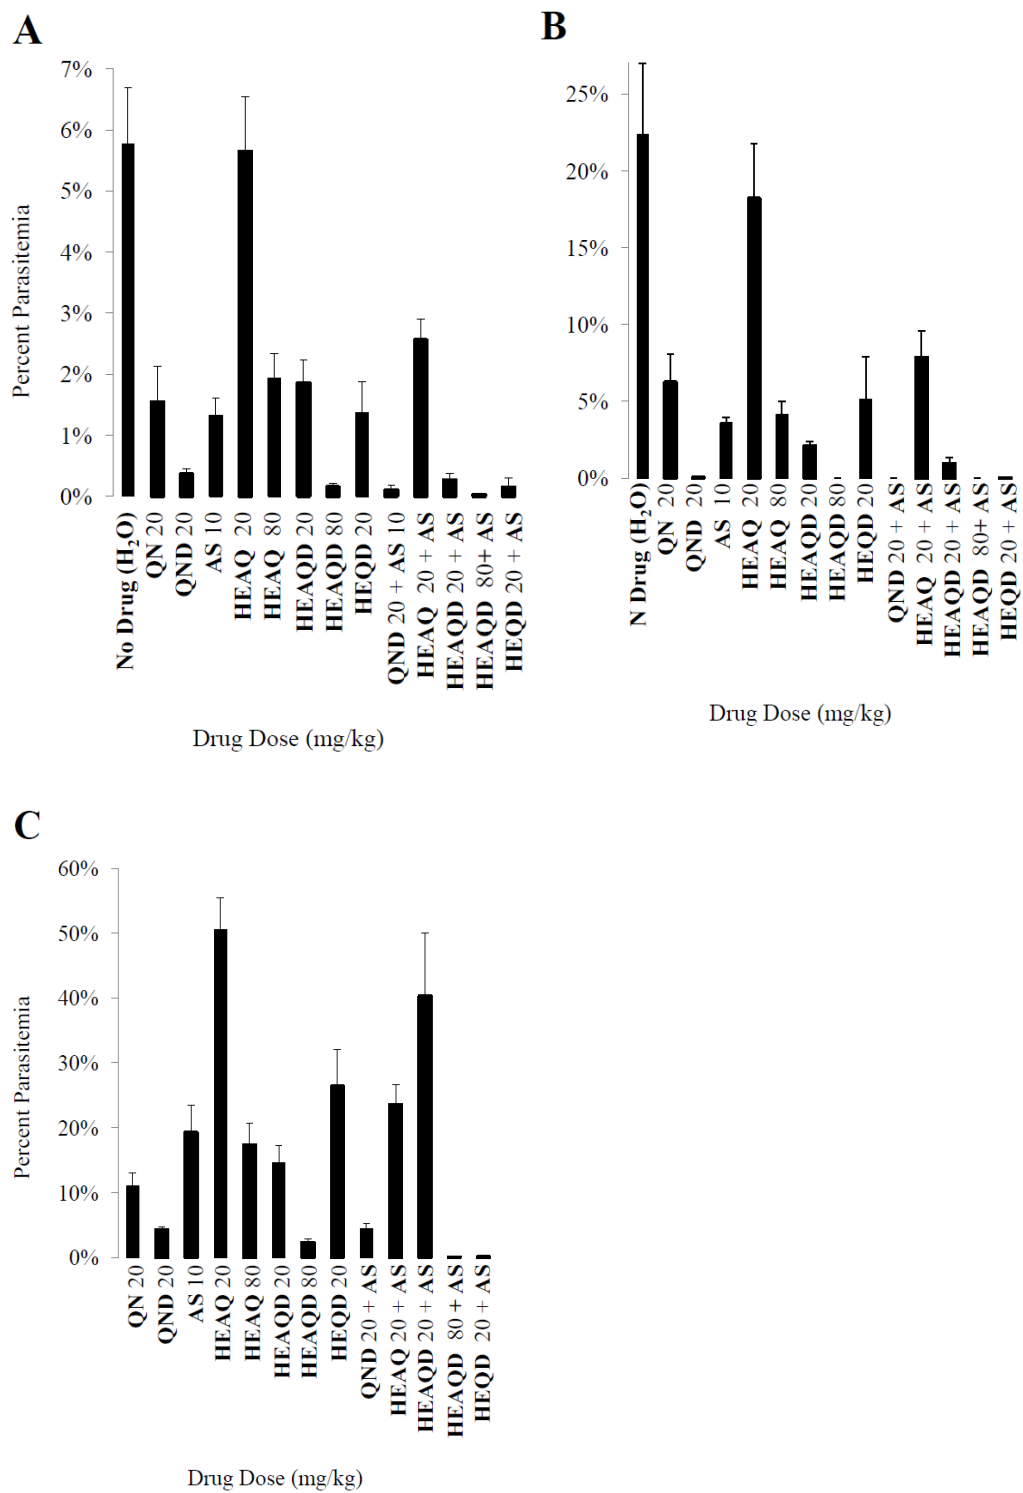 A
Percent Parasitemia
7%
6%
5%
4%
3%
2%
1%
0%
No Drug (H₂O)
QN 20
QND 20
AS 10
HEAQ 20
HEAQ 80
HEAQD 20
HEAQD 80
HEQD 20
QND 20 + AS 10
HEAQ 20 + AS
HEAQD 20 + AS
HEAQD 80+ AS
HEQD 20 + AS
Drug Dose (mg/kg)
B
25%
20%
15%
10%
5%
0%
N Drug (H₂O)
QN 20
QND 20
AS 10
HEAQ 20
HEAQ 80
HEAQD 20
HEAQD 80
HEQD 20
QND 20 + AS
HEAQ 20 + AS
HEAQD 20 + AS
HEAQD 80+ AS
HEQD 20 + AS
Drug Dose (mg/kg)
C
Percent Parasitemia
60%
50%
40%
30%
20%
10%
0%
QN 20
QND 20
AS 10
HEAQ 20
HEAQ 80
HEAQD 20
HEAQD 80
HEQD 20
QND 20 + AS
HEAQ 20 + AS
HEAQD 20 + AS
HEAQD 80 + AS
HEQD 20 + AS
Drug Dose (mg/kg)